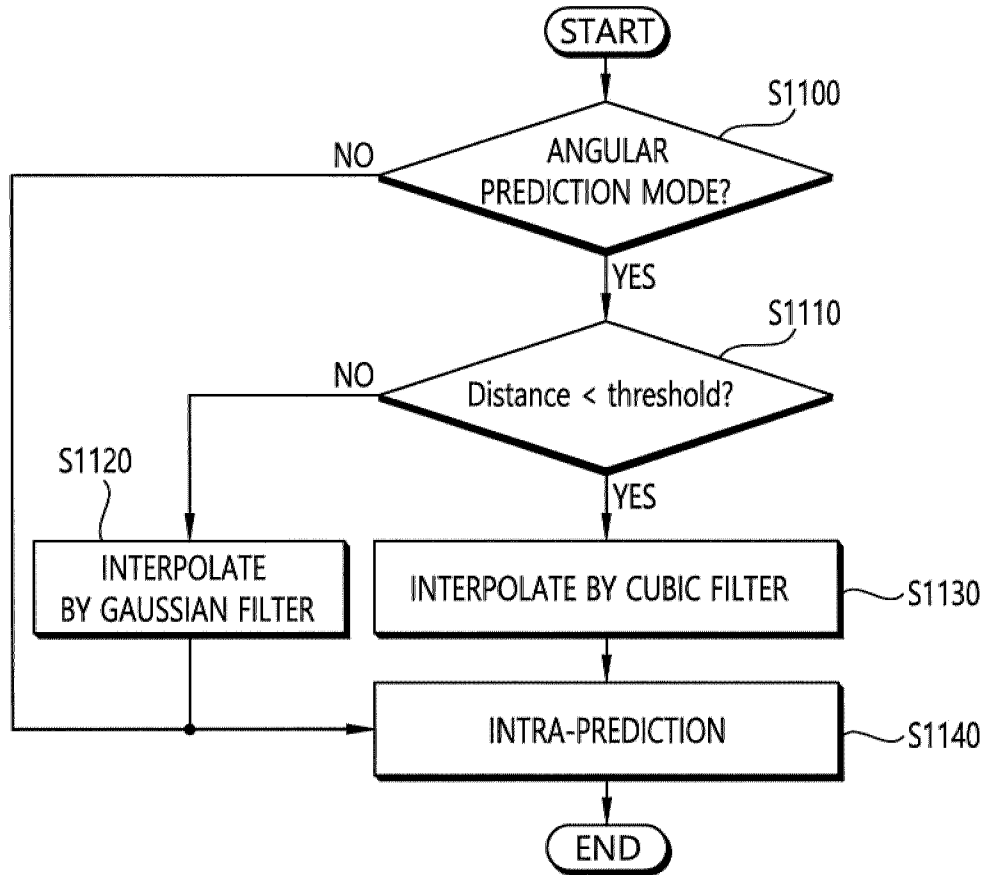 START
S1100
NO
ANGULAR
PREDICTION MODE?
YES
S1110
NO
Distance < threshold?
S1120
YES
INTERPOLATE
BY GAUSSIAN FILTER
INTERPOLATE BY CUBIC FILTER
S1130
INTRA-PREDICTION
S1140
END